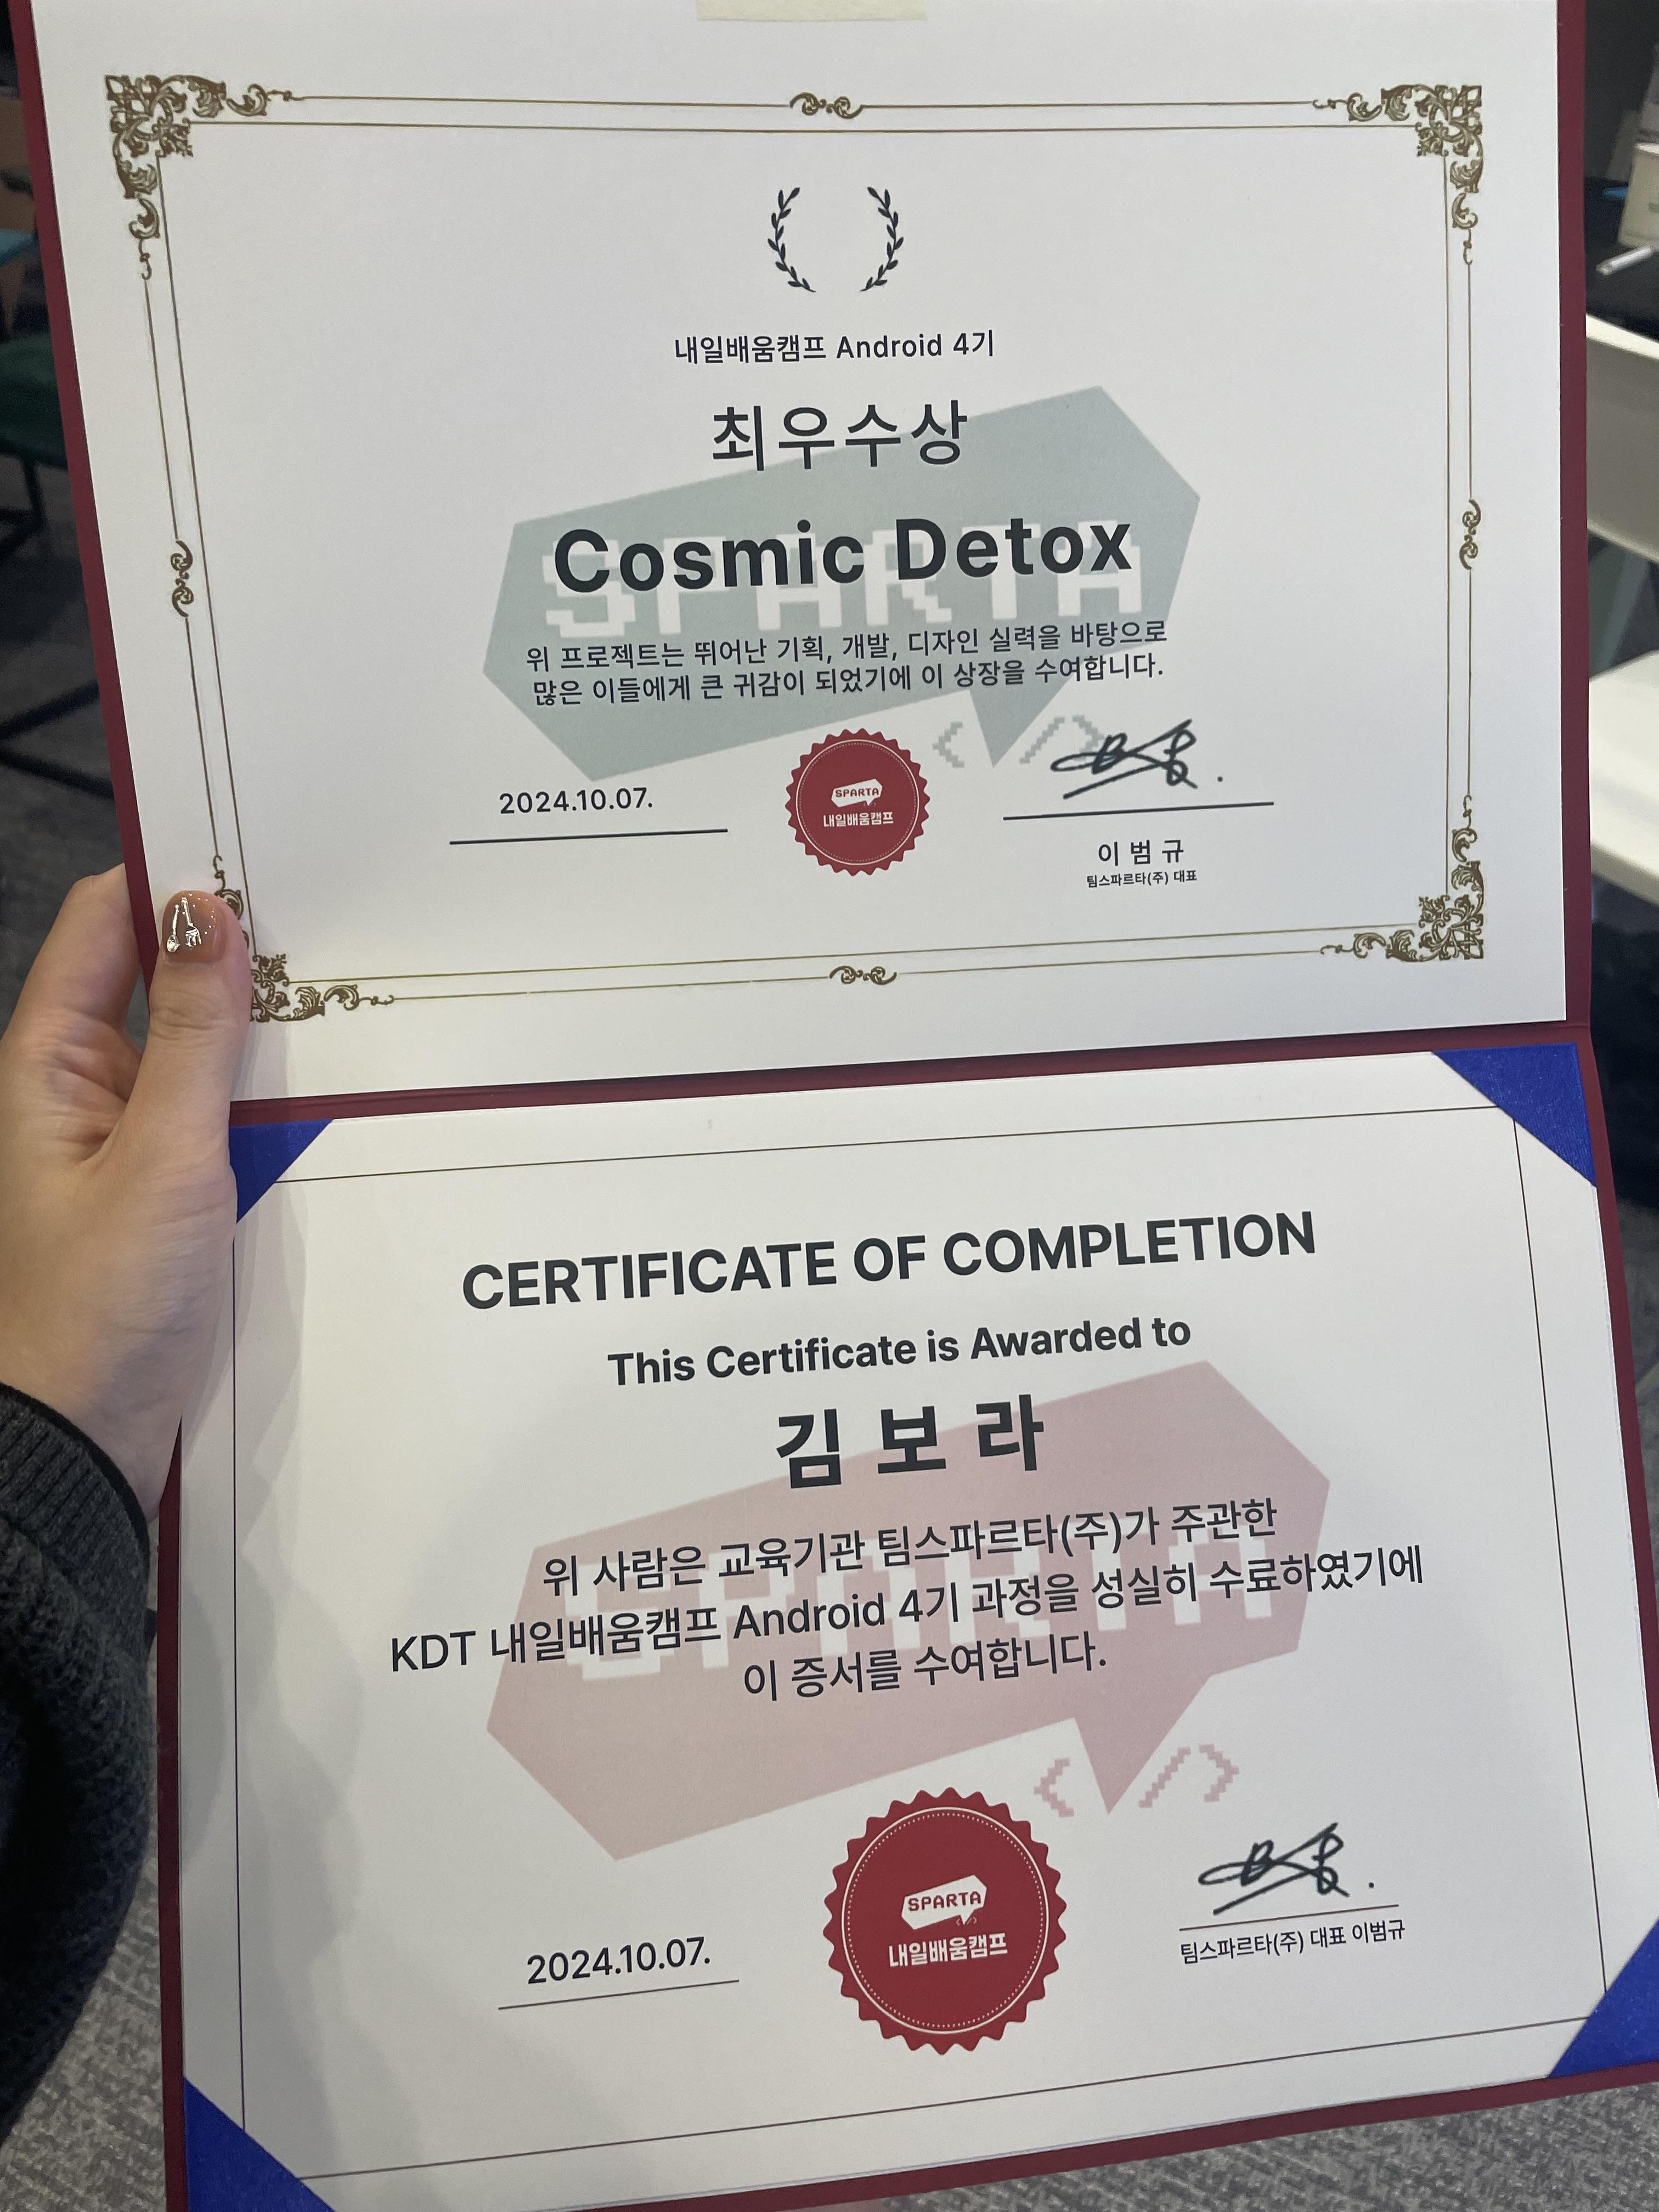 내일배움캠프 Android 4기
최우수상
SPARTA
Cosmic Detox
위 프로젝트는 뛰어난 기획, 개발, 디자인 실력을 바탕으로
많은 이들에게 큰 귀감이 되었기에 이 상장을 수여합니다.
</>
2024.10.07.
SPARTA
내일배움캠프
이 범 규
팀스파르타(주) 대표
CERTIFICATE OF COMPLETION
This Certificate is Awarded to
김 보 라
SPARTA
위 사람은 교육기관 팀스파르타(주)가 주관한
KDT 내일배움캠프 Android 4기 과정을 성실히 수료하였기에
이 증서를 수여합니다.
</>
2024.10.07.
SPARTA
</>
내일배움캠프
팀스파르타(주) 대표 이범규